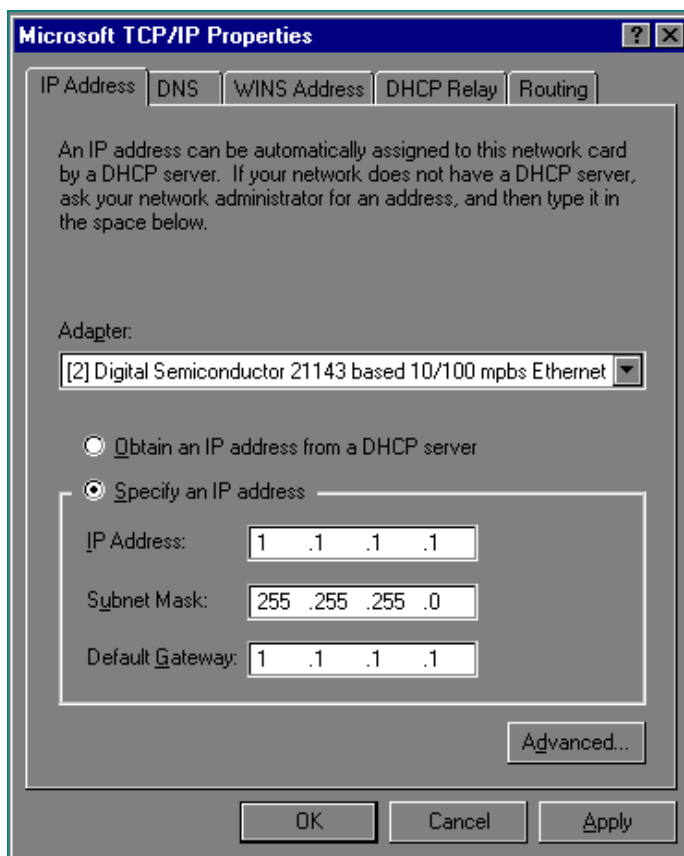 Microsoft TCP/IP Properties
IP Address DNS WINS Address DHCP Relay Routing
An IP address can be automatically assigned to this network card
by a DHCP server. If your network does not have a DHCP server,
ask your network administrator for an address, and then type it in
the space below.
Adapter:
[2] Digital Semiconductor 21143 based 10/100 mpbs Ethernet
Obtain an IP address from a DHCP server
Specify an IP address
IP Address: 1 .1 .1 .1
Subnet Mask: 255 .255 .255 .0
Default Gateway: 1 .1 .1 .1
Advanced...
OK Cancel Apply